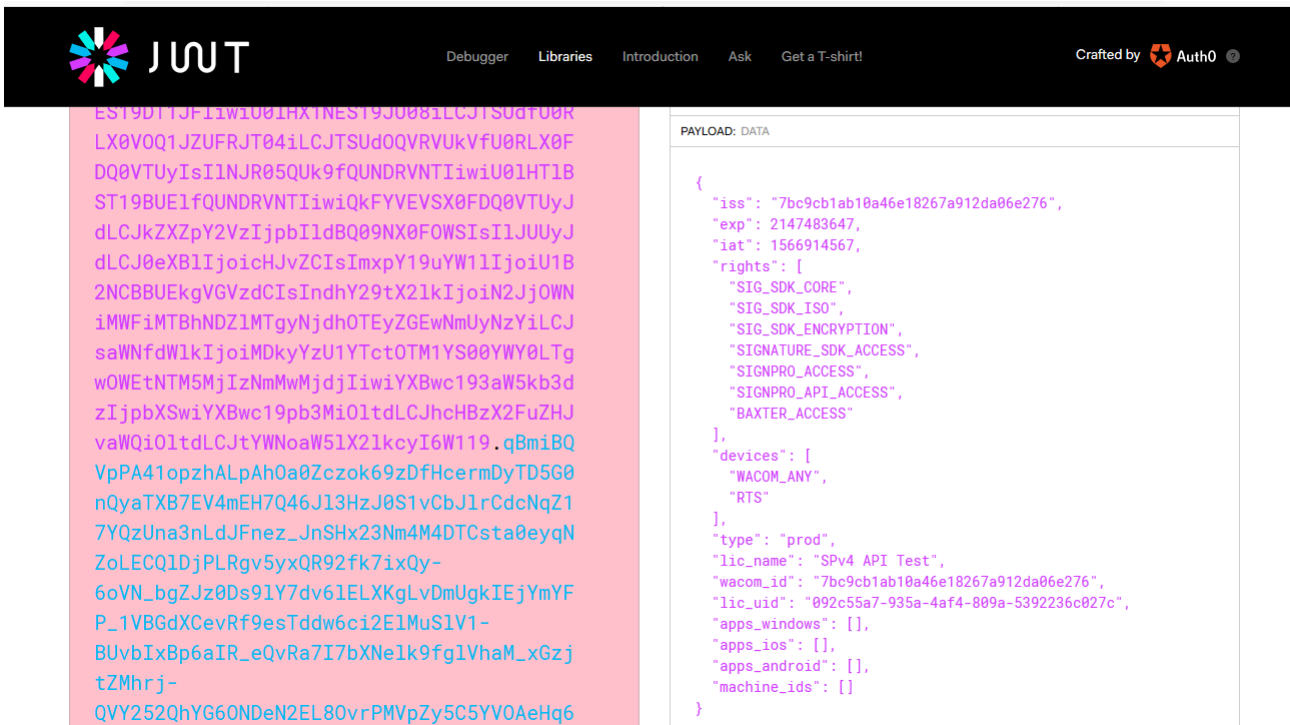 JWT
Debugger
Libraries
Introduction
Ask
Get a T-shirt!
Crafted by Auth0 ?
EST9DT1JFIiwiU0lHX1NEST9JU08iLCJTSUdfU0R
LX0VOQ1JZUFRJT04iLCJTSUdOQVRVUkVfU0RLX0F
DQ0VTUyIsIlNJR05QUk9fQUNDRVNTIiwiU0lHTlB
ST19BUElfQUNDRVNTIiwiQkFYVEVSX0FDQ0VTUyJ
dLCJkZXZpY2VzIjpbIldBQ09NX0FOWSIsIlJUUyJ
dLCJ0eXBlIjoicHJvZCIsImxpY19uYW1lIjoiU1B
2NCBBUEkgVGVzdCIsIndhY29tX2lkIjoiN2JjOWN
iMWFiMTBhNDZlMTgyNjdhOTEyZGEwNmUyNzYiLCJ
saWNfdWlkIjoiMDkyYzU1YTctOTM1YS00YWY0LTg
wOWEtNTM5MjIzNmMwMjdjIiwiYXBwc193aW5kb3d
zIjpbXSwiYXBwc19pb3MiOltdLCJhcHBzX2FuZHJ
vaWQiOltdLCJtYWNoaW5lX2lkcyI6W119.qBmiBQ
VpPA41opzhALpAhOa0Zczok69zDfHcermDyTD5G0
nQyaTXB7EV4mEH7Q46Jl3HzJ0S1vCbJlrCdcNqZ1
7YQzUna3nLdJFnez_JnSHx23Nm4M4DTCsta0eyqN
ZoLECQlDjPLRgv5yxQR92fk7ixQy-
6oVN_bgZJz0Ds9lY7dv6lELXKgLvDmUgkIEjYmYF
P_1VBGdXCevRf9esTddw6ci2ElMuSlV1-
BUvbIxBp6aIR_eQvRa7I7bXNelk9fglVhaM_xGzj
tZMhrj-
QVY252QhYG6ONDeN2EL8OvrPMVpZy5C5YVOAeHq6
PAYLOAD: DATA
{
"iss": "7bc9cb1ab10a46e18267a912da06e276",
"exp": 2147483647,
"iat": 1566914567,
"rights": [
"SIG_SDK_CORE",
"SIG_SDK_ISO",
"SIG_SDK_ENCRYPTION",
"SIGNATURE_SDK_ACCESS",
"SIGNPRO_ACCESS",
"SIGNPRO_API_ACCESS",
"BAXTER_ACCESS"
],
"devices": [
"WACOM_ANY",
"RTS"
],
"type": "prod",
"lic_name": "SPv4 API Test",
"wacom_id": "7bc9cb1ab10a46e18267a912da06e276",
"lic_uid": "092c55a7-935a-4af4-809a-5392236c027c",
"apps_windows": [],
"apps_ios": [],
"apps_android": [],
"machine_ids": []
}